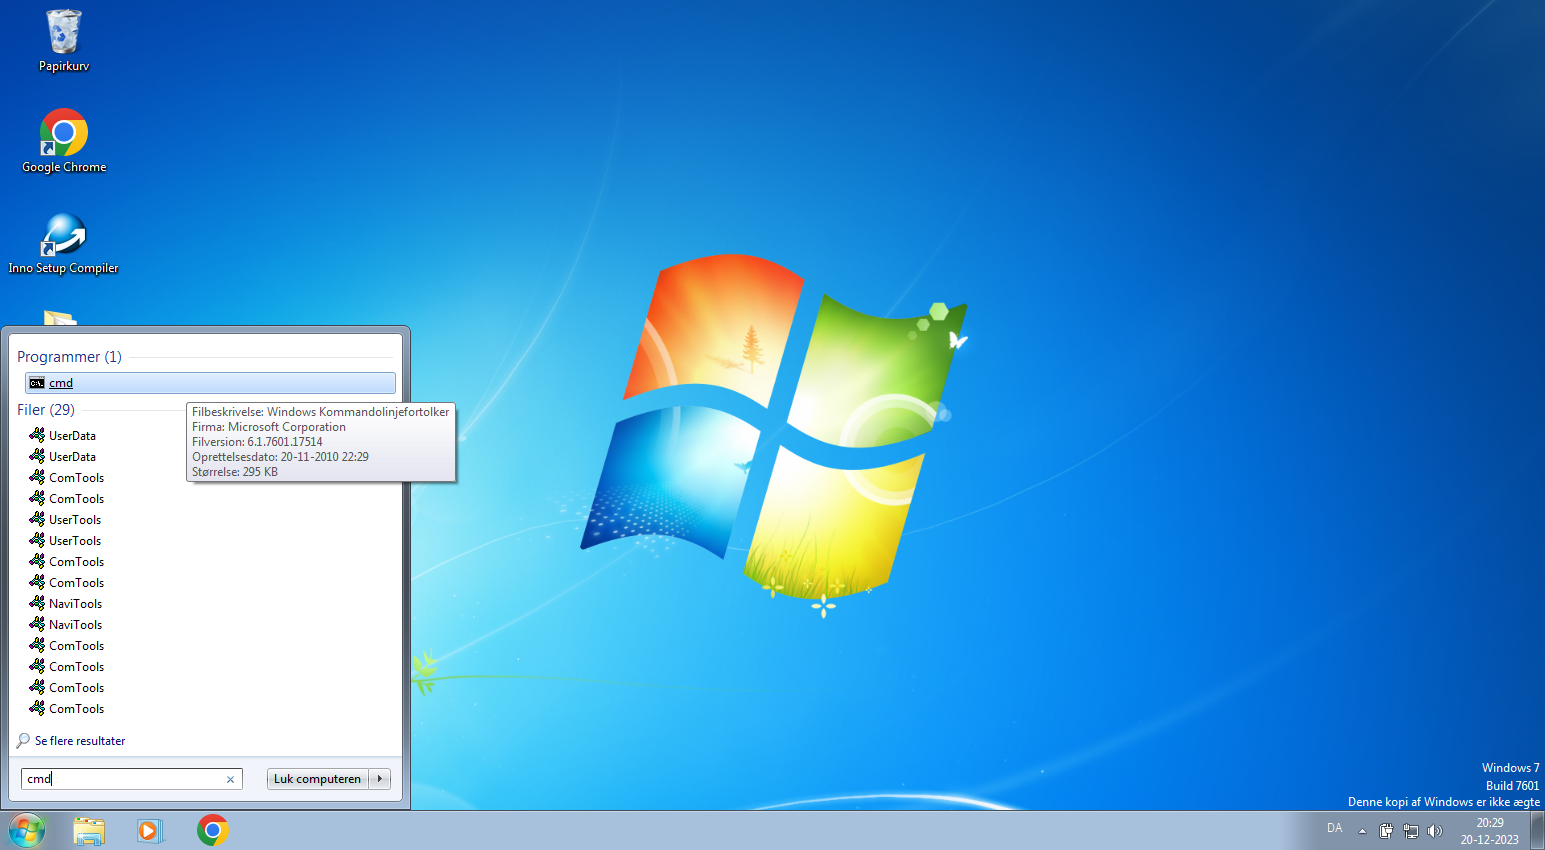 Papirkurv
Google Chrome
Inno Setup Compiler
Programmer (1)
cmd
Filer (29)
Filbeskrivelse: Windows Kommandolinjefortolker
Firma: Microsoft Corporation
Filversion: 6.1.7601.17514
Oprettelsesdato: 20-11-2010 22:29
Størrelse: 295 KB
UserData
UserData
ComTools
ComTools
UserTools
UserTools
ComTools
ComTools
NaviTools
NaviTools
ComTools
ComTools
ComTools
ComTools
Se flere resultater
cmd
Luk computeren
Windows 7
Build 7601
Denne kopi af Windows er ikke ægte
DA
20:29
20-12-2023